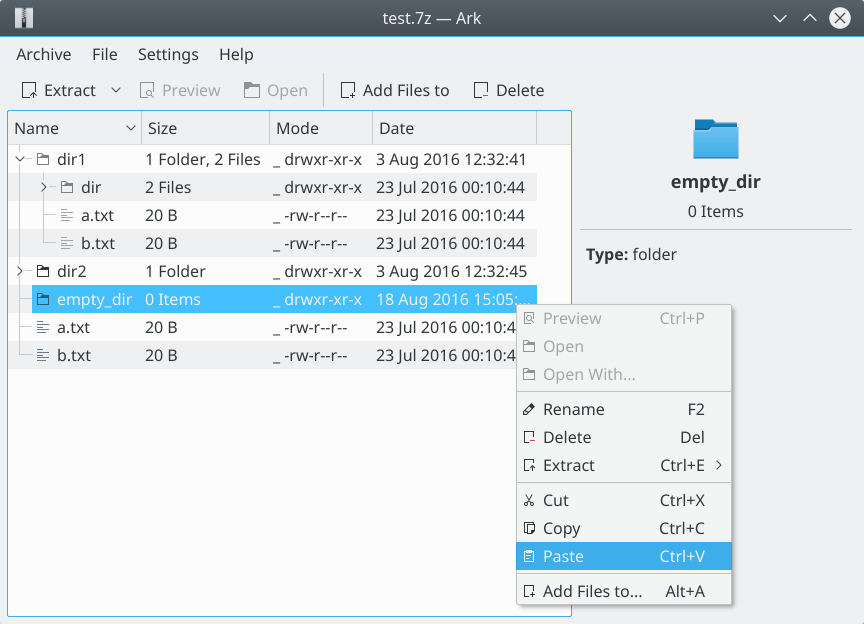 test.7z — Ark
Archive File Settings Help
Extract Preview Open Add Files to Delete
Name Size Mode Date
dir1 1 Folder, 2 Files _ drwxr-xr-x 3 Aug 2016 12:32:41
dir 2 Files _ drwxr-xr-x 23 Jul 2016 00:10:44
a.txt 20 B _ -rw-r--r-- 23 Jul 2016 00:10:44
b.txt 20 B _ -rw-r--r-- 23 Jul 2016 00:10:44
dir2 1 Folder _ drwxr-xr-x 3 Aug 2016 12:32:45
empty_dir 0 Items _ drwxr-xr-x 18 Aug 2016 15:05:...
a.txt 20 B _ -rw-r--r-- 23 Jul 2016 00:10:4
b.txt 20 B _ -rw-r--r-- 23 Jul 2016 00:10:4
empty_dir
0 Items
Type: folder
Preview Ctrl+P
Open
Open With...
Rename F2
Delete Del
Extract Ctrl+E
Cut Ctrl+X
Copy Ctrl+C
Paste Ctrl+V
Add Files to... Alt+A